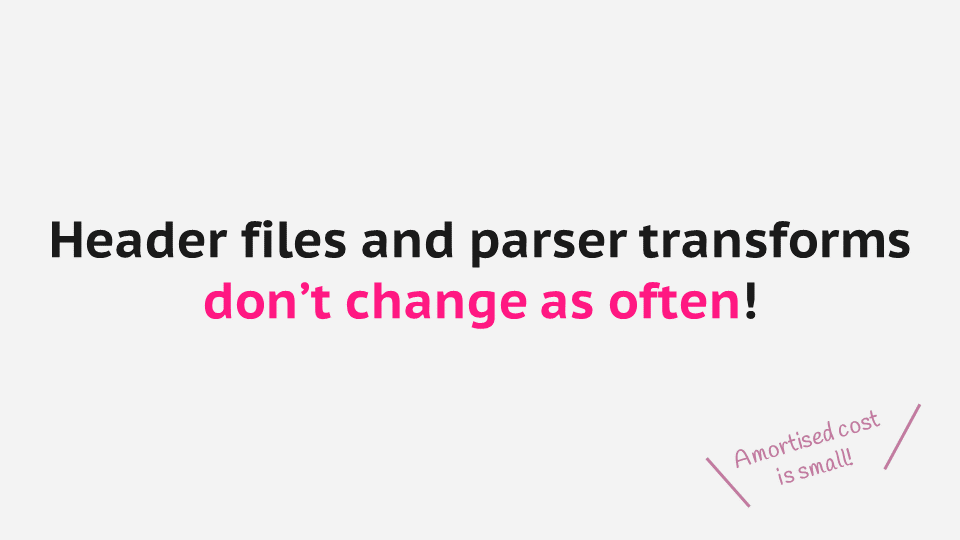 Header files and parser transforms
don’t change as often!
Amortised cost
is small!